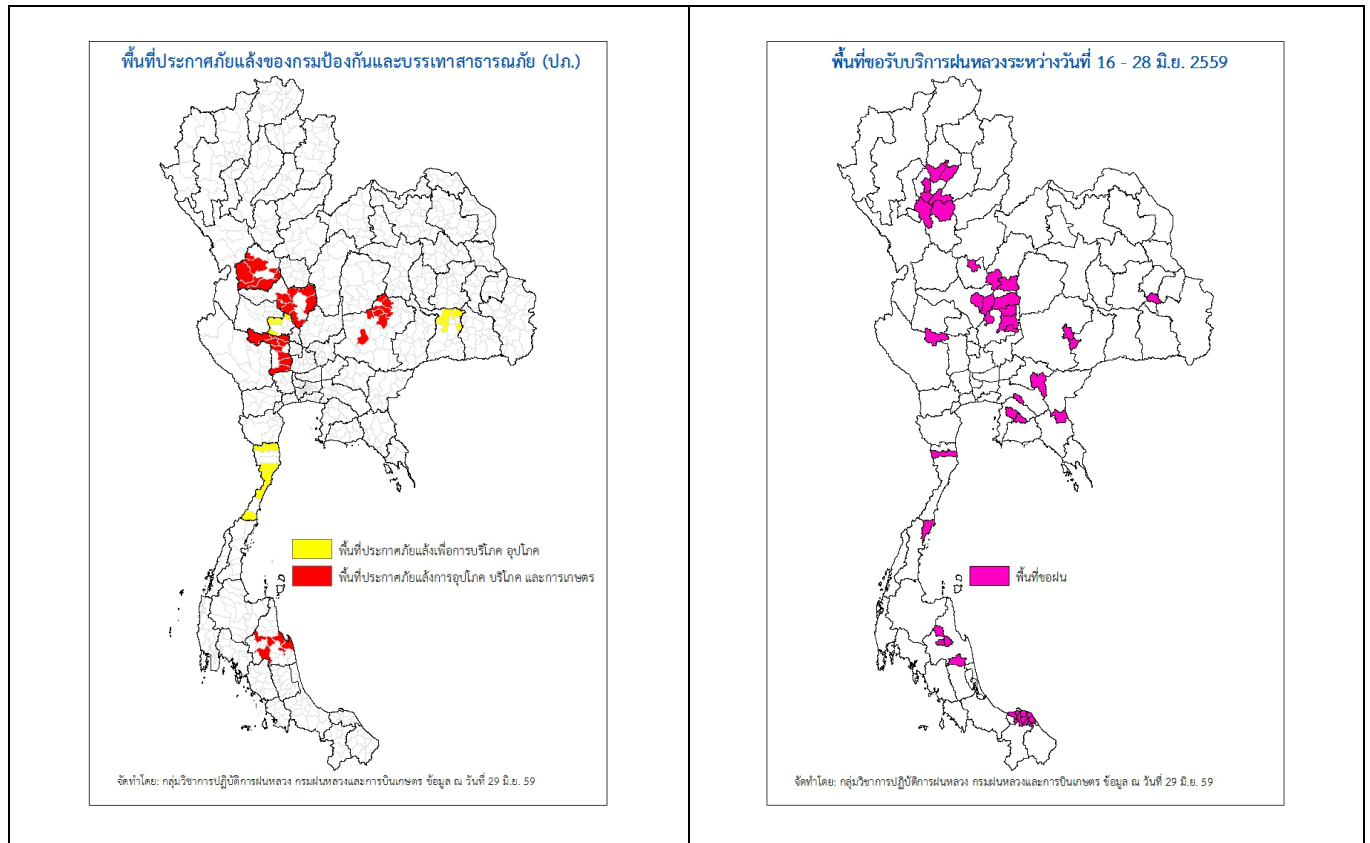 พื้นที่ประกาศภัยแล้งของกรมป้องกันและบรรเทาสาธารณภัย (ปภ.)
พื้นที่ประกาศภัยแล้งเพื่อการบริโภค อุปโภค
พื้นที่ประกาศภัยแล้งการอุปโภค บริโภค และการเกษตร
จัดทำโดย: กลุ่มวิชาการปฏิบัติการฝนหลวง กรมฝนหลวงและการบินเกษตร ข้อมูล ณ วันที่ 29 มิ.ย. 59
พื้นที่ขอรับบริการฝนหลวงระหว่างวันที่ 16 - 28 มิ.ย. 2559
พื้นที่ขอฝน
จัดทำโดย: กลุ่มวิชาการปฏิบัติการฝนหลวง กรมฝนหลวงและการบินเกษตร ข้อมูล ณ วันที่ 29 มิ.ย. 59